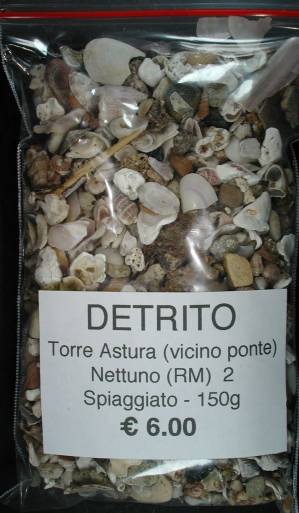 DETRITO
Torre Astura (vicino ponte)
Nettuno (RM) 2
Spiaggiato - 150g
€ 6.00